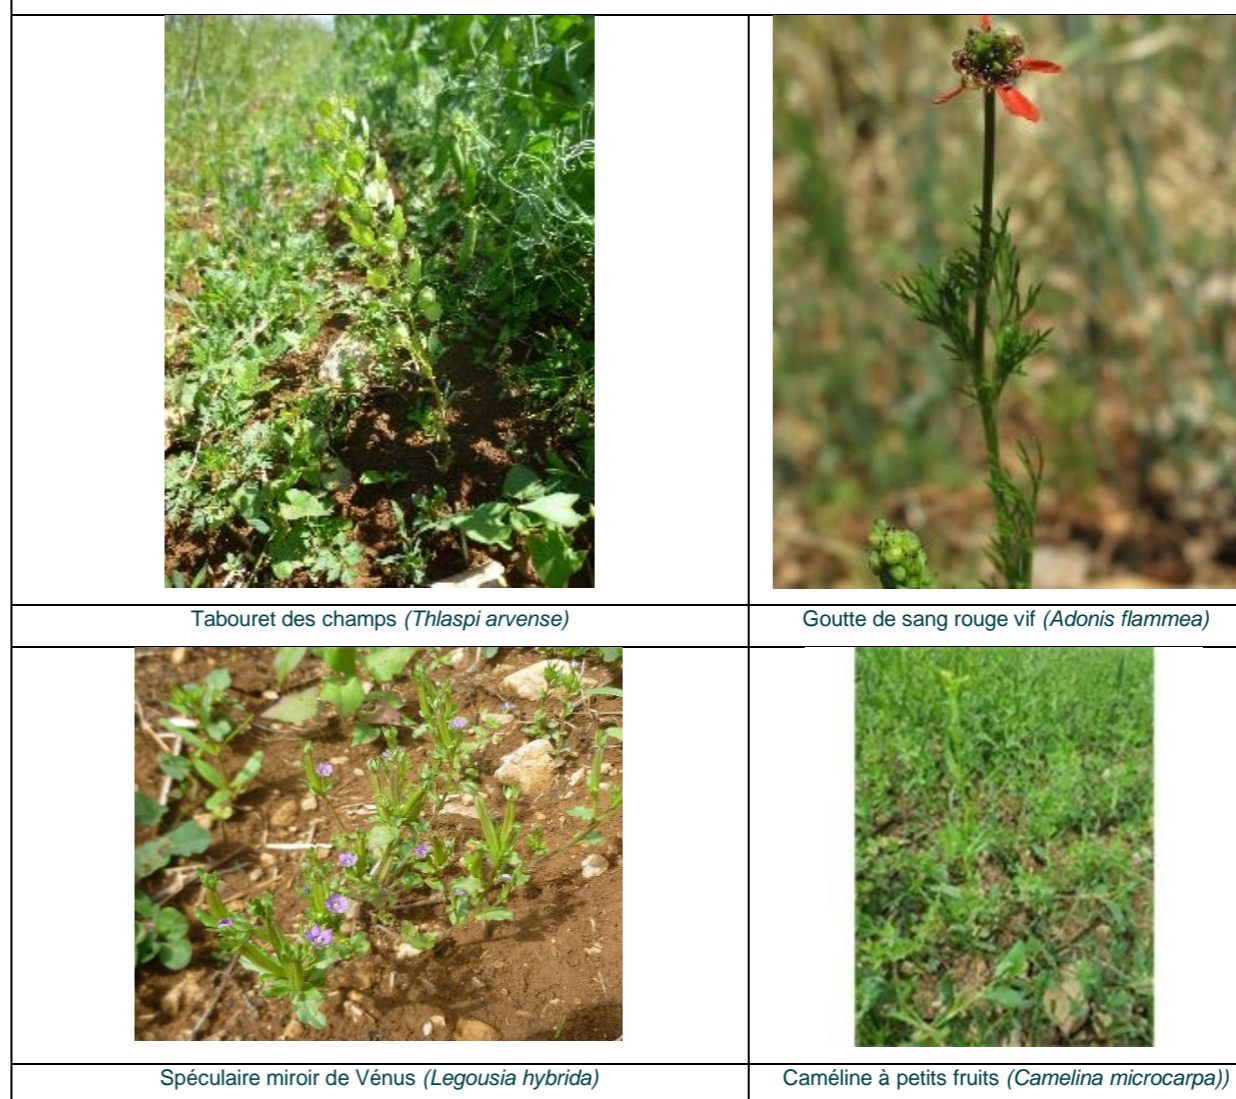 Tabouret des champs (Thlaspi arvense)
Goutte de sang rouge vif (Adonis flammea)
Spéculaire miroir de Vénus (Legousia hybrida)
Caméline à petits fruits (Camelina microcarpa))